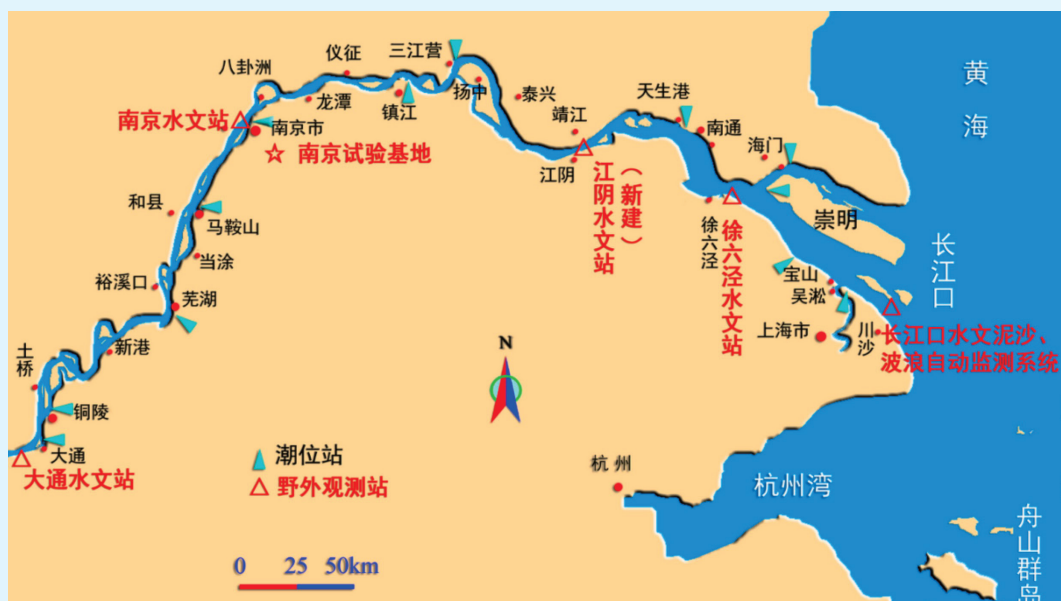 黄海
三江营
仪征
八卦洲
扬中
泰兴
天生港
龙潭
镇江
靖江
南通
海门
南京水文站
南京市
南京试验基地
江阴
江阴水文站
（新建）
和县
马鞍山
徐六泾
徐六泾水文站
崇明
长江口
当涂
裕溪口
芜湖
宝山
吴淞
上海市
川沙
长江口水文泥沙、
波浪自动监测系统
新港
土桥
N
铜陵
大通
大通水文站
潮位站
野外观测站
杭州
杭州湾
舟山群岛
0 25 50km